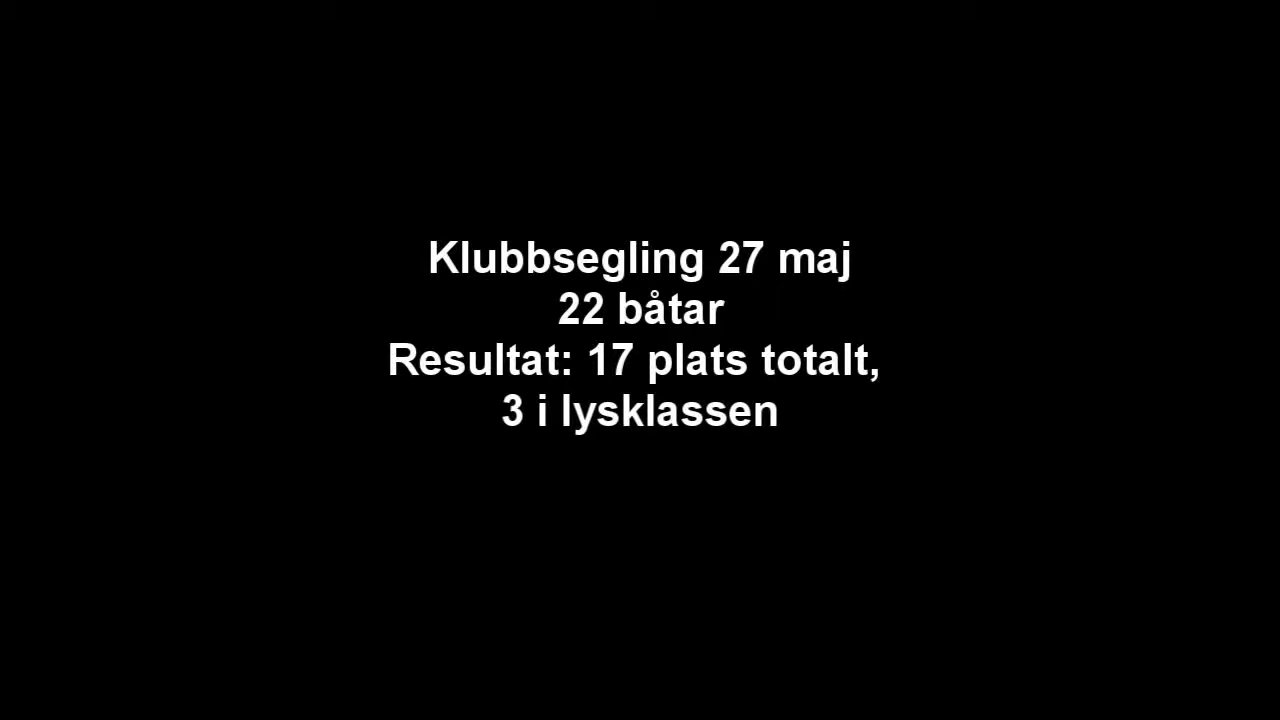 Klubbsegling 27 maj
22 båtar
Resultat: 17 plats totalt,
3 i lysklassen